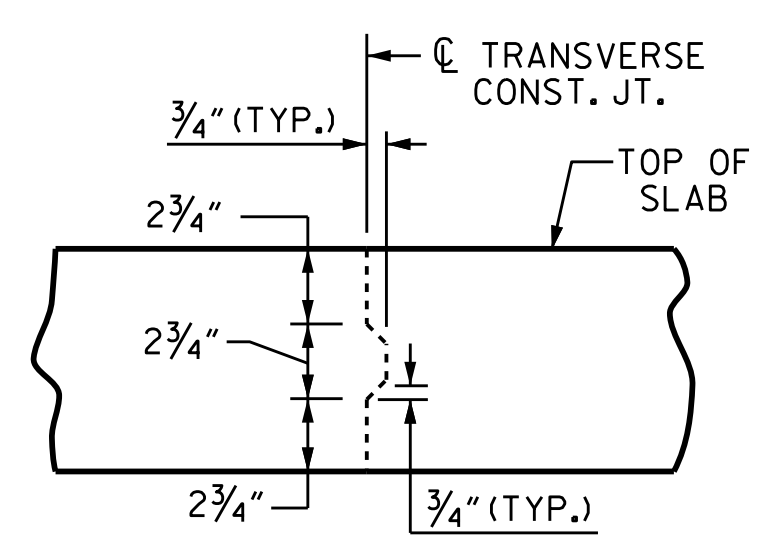 ℄ TRANSVERSE
CONST. JT.
3/4" (TYP.)
TOP OF
SLAB
2 3/4"
2 3/4"
2 3/4"
3/4" (TYP.)